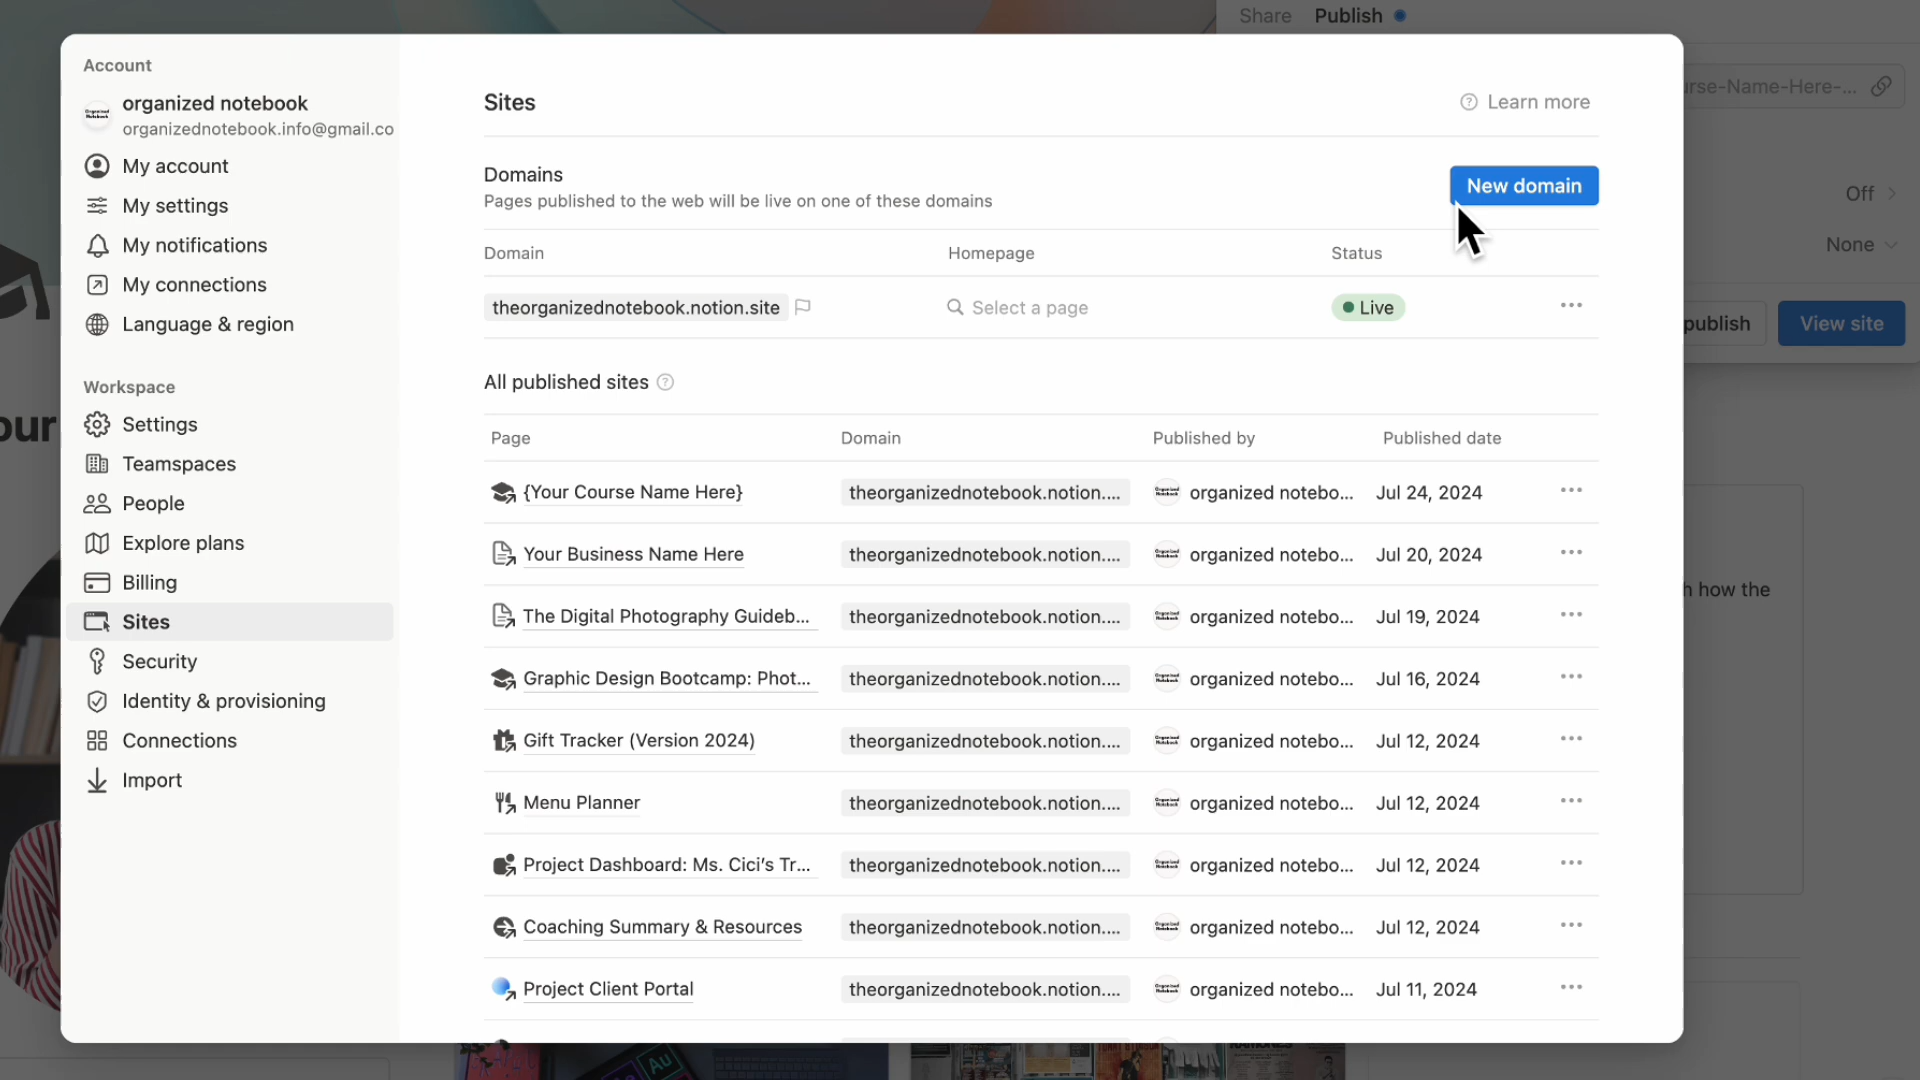 Share Publish
Account
organized notebook
organizednotebook.info@gmail.co
My account
My settings
My notifications
My connections
Language & region
Workspace
Settings
Teamspaces
People
Explore plans
Billing
Sites
Security
Identity & provisioning
Connections
Import
Sites
Learn more
Domains
New domain
Pages published to the web will be live on one of these domains
Domain Homepage Status
theorganizednotebook.notion.site Select a page Live
All published sites
Page Domain Published by Published date
{Your Course Name Here} theorganizednotebook.notion.... organized notebo... Jul 24, 2024
Your Business Name Here theorganizednotebook.notion.... organized notebo... Jul 20, 2024
The Digital Photography Guideb... theorganizednotebook.notion.... organized notebo... Jul 19, 2024
Graphic Design Bootcamp: Phot... theorganizednotebook.notion.... organized notebo... Jul 16, 2024
Gift Tracker (Version 2024) theorganizednotebook.notion.... organized notebo... Jul 12, 2024
Menu Planner theorganizednotebook.notion.... organized notebo... Jul 12, 2024
Project Dashboard: Ms. Cici's Tr... theorganizednotebook.notion.... organized notebo... Jul 12, 2024
Coaching Summary & Resources theorganizednotebook.notion.... organized notebo... Jul 12, 2024
Project Client Portal theorganizednotebook.notion.... organized notebo... Jul 11, 2024
urse-Name-Here-...
Off
None
publish View site
our
h how the
Au